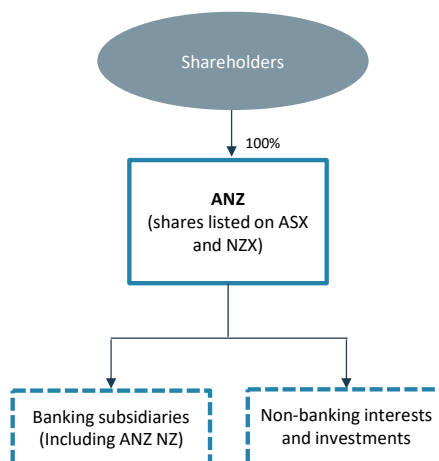 Shareholders
100%
ANZ
(shares listed on ASX
and NZX)
Banking subsidiaries
(Including ANZ NZ)
Non-banking interests
and investments